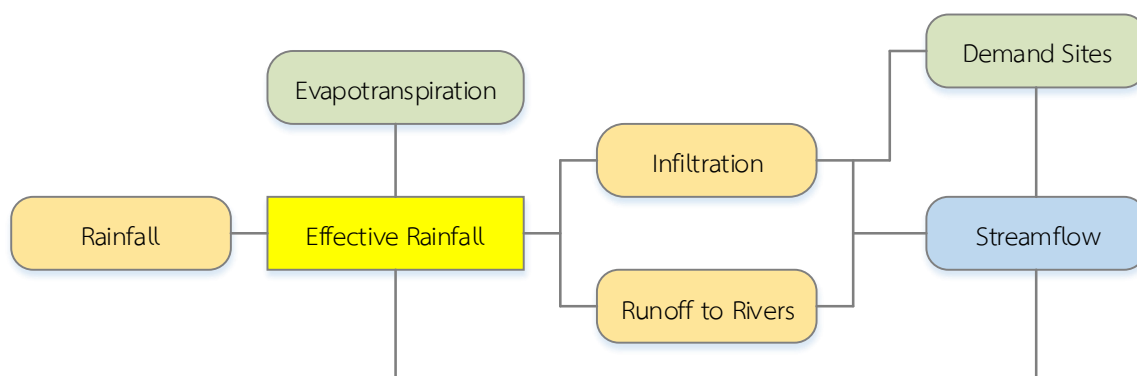 Demand Sites
Evapotranspiration
Infiltration
Rainfall
Effective Rainfall
Streamflow
Runoff to Rivers